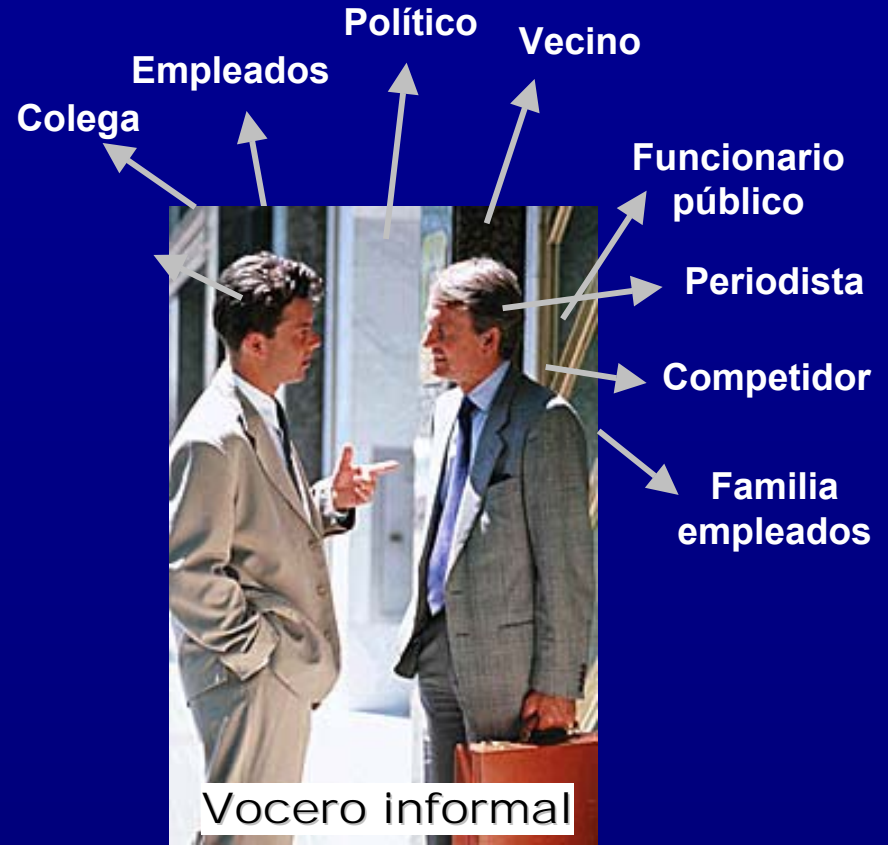 Político
Vecino
Empleados
Colega
Funcionario
público
Periodista
Competidor
Familia
empleados
Vocero informal